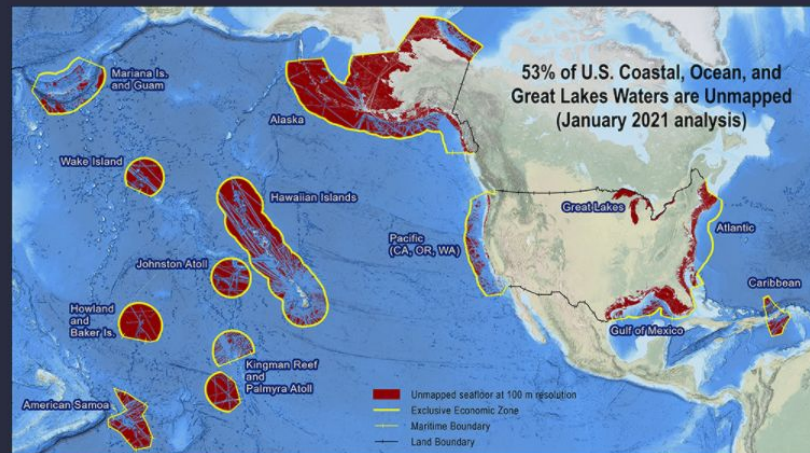 53% of U.S. Coastal, Ocean, and
Great Lakes Waters are Unmapped
(January 2021 analysis)
Mariana Is.
and Guam
Alaska
Wake Island
Hawaiian Islands
Great Lakes
Pacific
(CA, OR, WA)
Atlantic
Johnston Atoll
Caribbean
Howland
and
Baker Is.
Gulf of Mexico
Kingman Reef
and
Palmyra Atoll
American Samoa
Unmapped seafloor at 100 m resolution
Exclusive Economic Zone
Maritime Boundary
Land Boundary